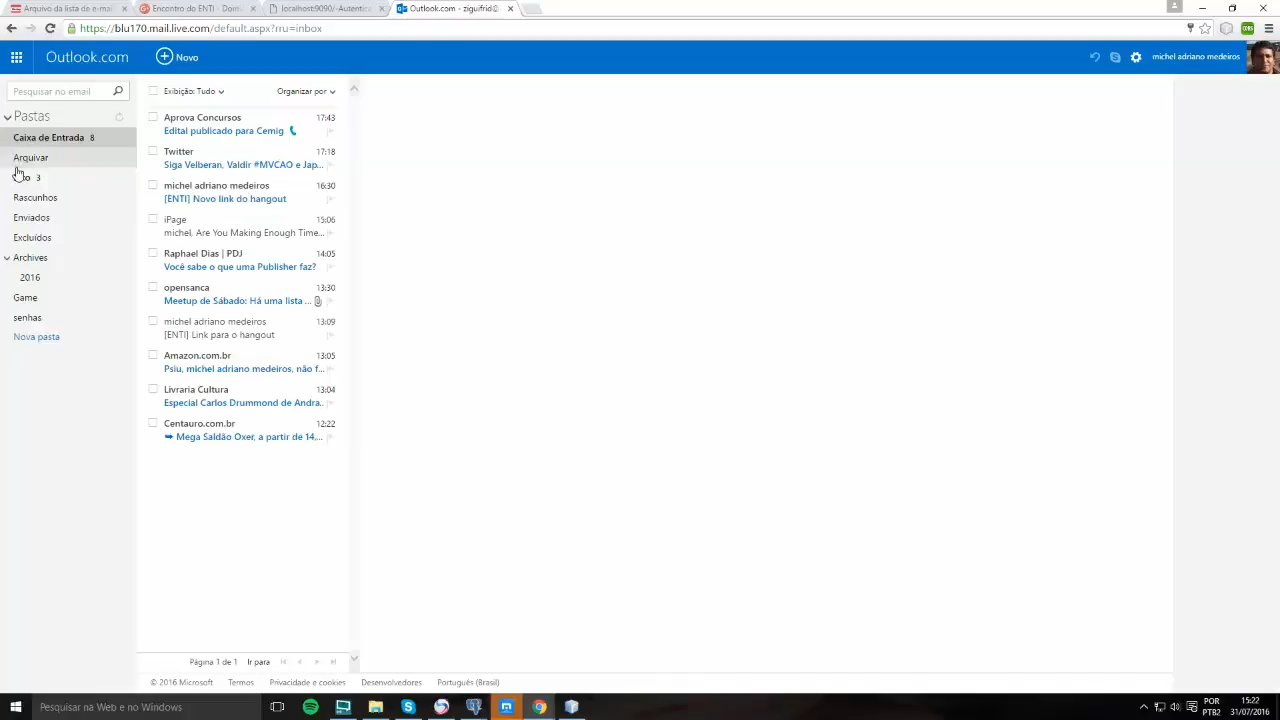 Arquivo da lista de e-mail
Encontro do ENTI - Dom
localhost:9090/-Autentica
Outlook.com - zigufrid@
https://blu170.mail.live.com/default.aspx?rru=inbox
Outlook.com
Novo
michel adriano medeiros
Pesquisar no email
Pastas
Caixa de Entrada 8
Arquivar
3
Rascunhos
Enviados
Excluídos
Archives
2016
Game
senhas
Nova pasta
Exibição: Tudo
Organizar por
Aprova Concursos 17:43
Edital publicado para Cemig
Twitter 17:18
Siga Velberan, Valdir #MVCAO e Jap...
michel adriano medeiros 16:30
[ENTI] Novo link do hangout
iPage 15:06
michel, Are You Making Enough Time...
Raphael Dias | PDJ 14:05
Você sabe o que uma Publisher faz?
opensanca 13:30
Meetup de Sábado: Há uma lista ...
michel adriano medeiros 13:09
[ENTI] Link para o hangout
Amazon.com.br 13:05
Psiu, michel adriano medeiros, não f...
Livraria Cultura 13:04
Especial Carlos Drummond de Andra...
Centauro.com.br 12:22
➡ Mega Saldão Oxer, a partir de 14,...
Página 1 de 1 Ir para
© 2016 Microsoft Termos Privacidade e cookies Desenvolvedores Português (Brasil)
Pesquisar na Web e no Windows
POR
PTB2
15:22
31/07/2016